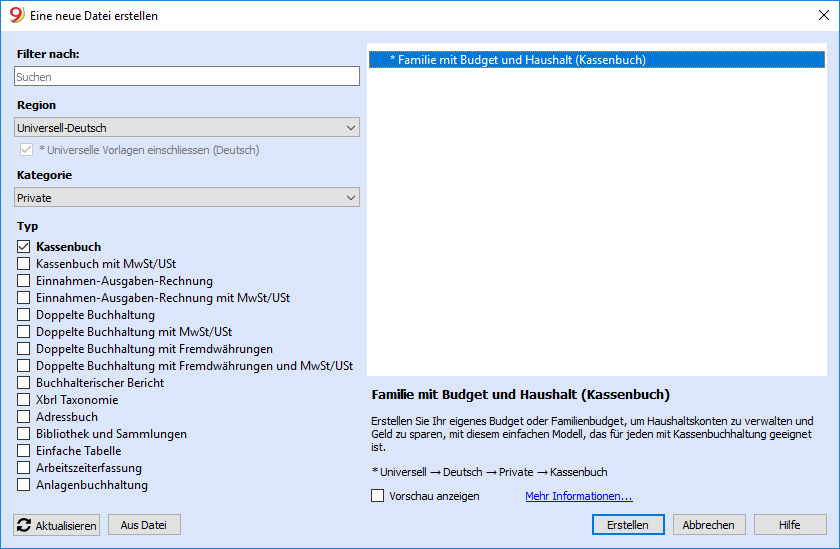 Eine neue Datei erstellen
Filter nach:
Suchen
Region
Universell-Deutsch
* Universelle Vorlagen einschliessen (Deutsch)
Kategorie
Private
Typ
Kassenbuch
Kassenbuch mit MwSt/USt
Einnahmen-Ausgaben-Rechnung
Einnahmen-Ausgaben-Rechnung mit MwSt/USt
Doppelte Buchhaltung
Doppelte Buchhaltung mit MwSt/USt
Doppelte Buchhaltung mit Fremdwährungen
Doppelte Buchhaltung mit Fremdwährungen und MwSt/USt
Buchhalterischer Bericht
Xbrl Taxonomie
Adressbuch
Bibliothek und Sammlungen
Einfache Tabelle
Arbeitszeiterfassung
Anlagenbuchhaltung
Aktualisieren
Aus Datei
* Familie mit Budget und Haushalt (Kassenbuch)
Familie mit Budget und Haushalt (Kassenbuch)
Erstellen Sie Ihr eigenes Budget oder Familienbudget, um Haushaltskonten zu verwalten und
Geld zu sparen, mit diesem einfachen Modell, das für jeden mit Kassenbuchhaltung geeignet
ist.
* Universell → Deutsch → Private → Kassenbuch
Vorschau anzeigen
Mehr Informationen...
Erstellen
Abbrechen
Hilfe